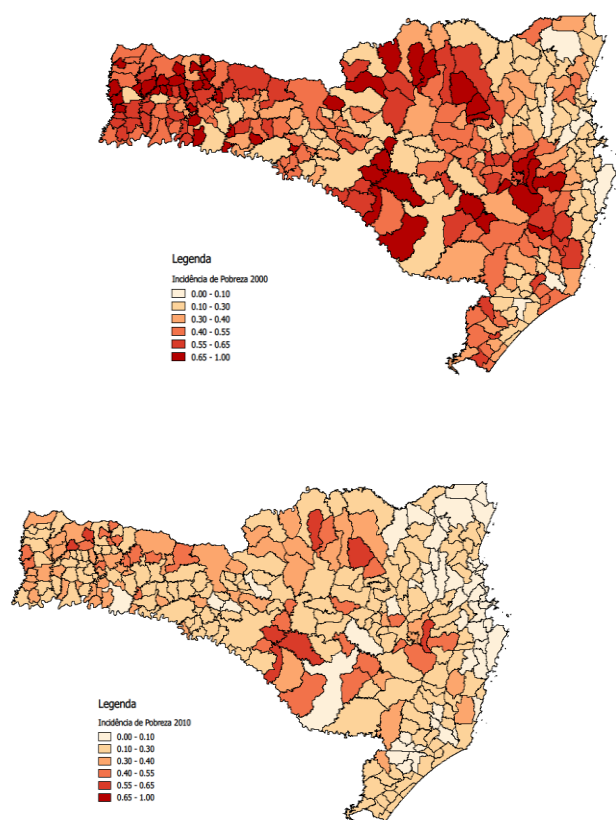 Legenda
Incidência de Pobreza 2000
0.00 - 0.10
0.10 - 0.30
0.30 - 0.40
0.40 - 0.55
0.55 - 0.65
0.65 - 1.00
Legenda
Incidência de Pobreza 2010
0.00 - 0.10
0.10 - 0.30
0.30 - 0.40
0.40 - 0.55
0.55 - 0.65
0.65 - 1.00